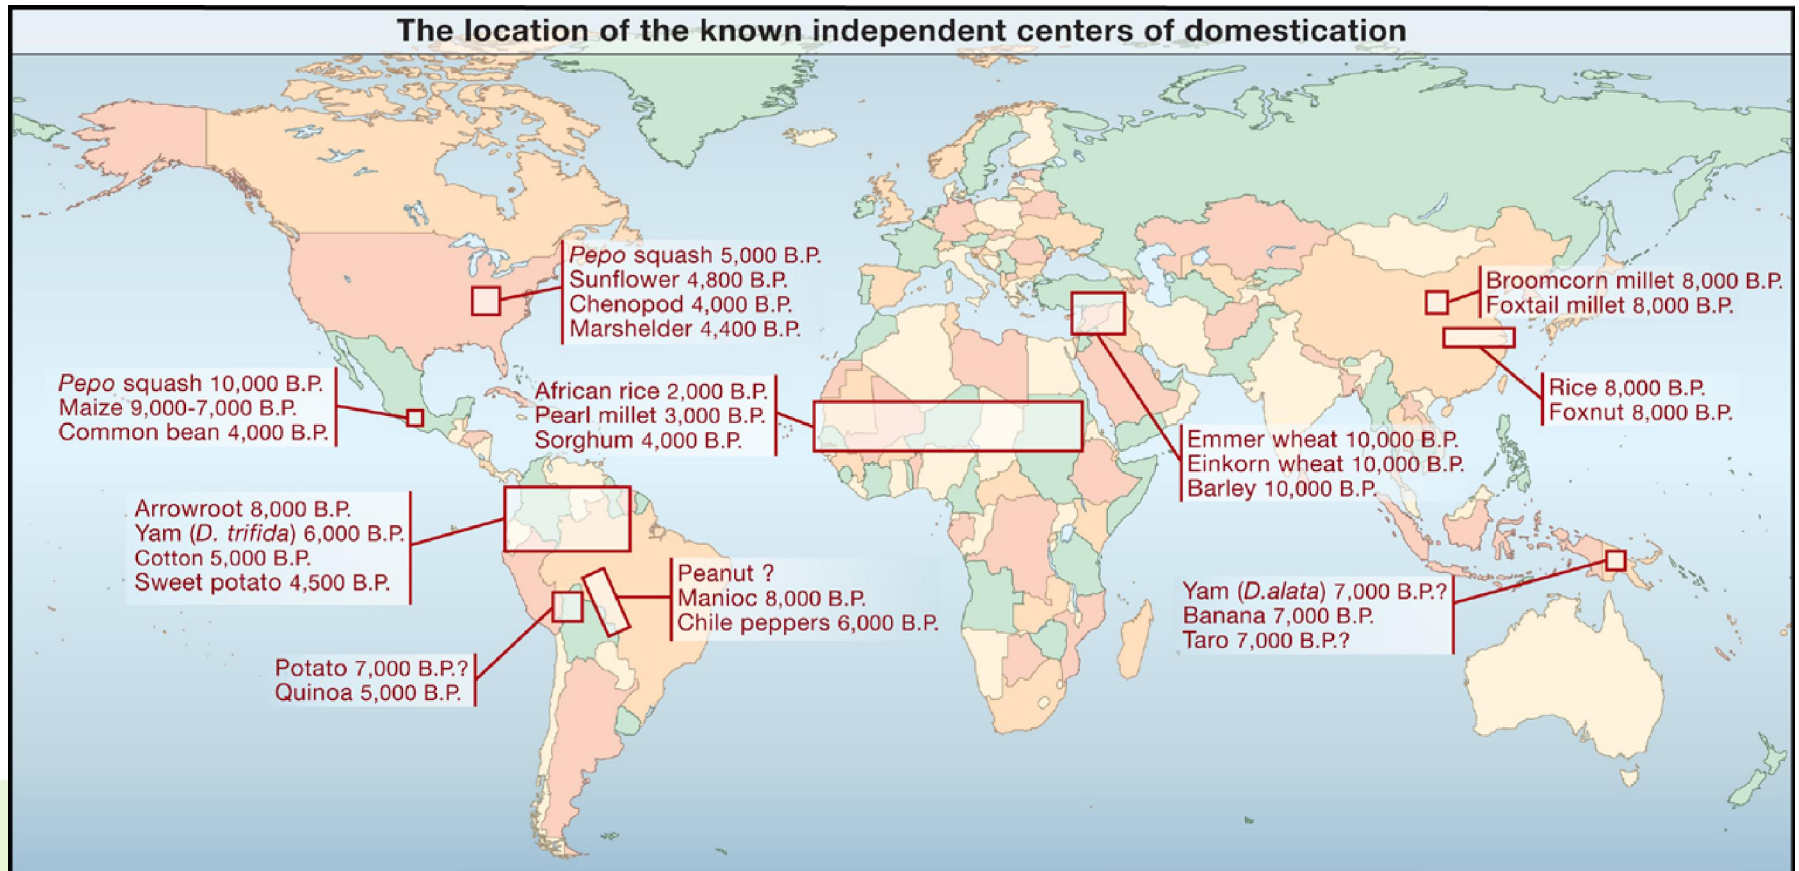 The location of the known independent centers of domestication
Pepo squash 5,000 B.P.
Sunflower 4,800 B.P.
Chenopod 4,000 B.P.
Marshelder 4,400 B.P.
Broomcorn millet 8,000 B.P.
Foxtail millet 8,000 B.P.
Pepo squash 10,000 B.P.
Maize 9,000-7,000 B.P.
Common bean 4,000 B.P.
African rice 2,000 B.P.
Pearl millet 3,000 B.P.
Sorghum 4,000 B.P.
Rice 8,000 B.P.
Foxnut 8,000 B.P.
Emmer wheat 10,000 B.P.
Einkorn wheat 10,000 B.P.
Barley 10,000 B.P.
Arrowroot 8,000 B.P.
Yam (D. trifida) 6,000 B.P.
Cotton 5,000 B.P.
Sweet potato 4,500 B.P.
Peanut ?
Manioc 8,000 B.P.
Chile peppers 6,000 B.P.
Yam (D.alata) 7,000 B.P.?
Banana 7,000 B.P.
Taro 7,000 B.P.?
Potato 7,000 B.P.?
Quinoa 5,000 B.P.